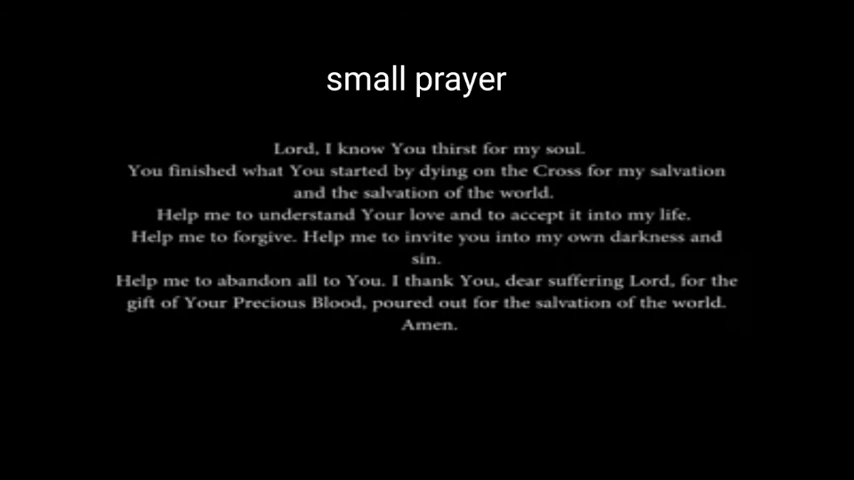 small prayer
Lord, I know You thirst for my soul.
You finished what You started by dying on the Cross for my salvation
and the salvation of the world.
Help me to understand Your love and to accept it into my life.
Help me to forgive. Help me to invite you into my own darkness and
sin.
Help me to abandon all to You. I thank You, dear suffering Lord, for the
gift of Your Precious Blood, poured out for the salvation of the world.
Amen.